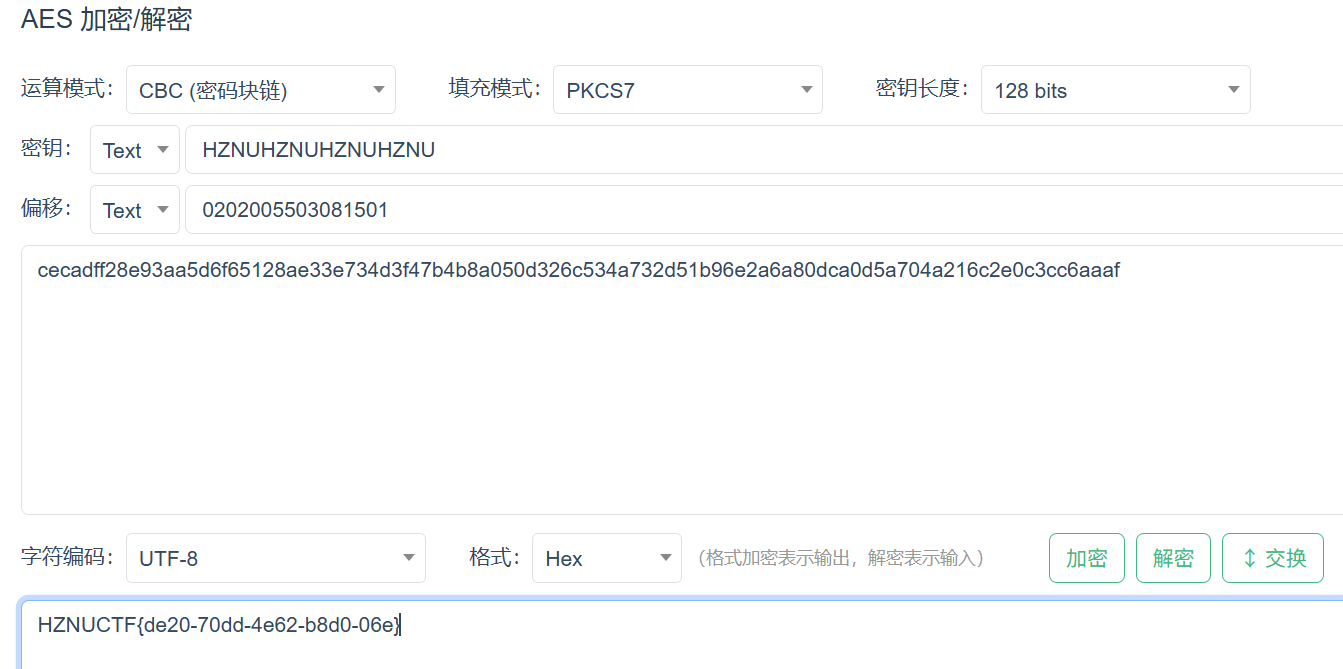 AES 加密/解密
运算模式： CBC (密码块链) 填充模式： PKCS7 密钥长度： 128 bits
密钥： Text HZNUHZNUHZNUHZNU
偏移： Text 0202005503081501
cecadff28e93aa5d6f65128ae33e734d3f47b4b8a050d326c534a732d51b96e2a6a80dca0d5a704a216c2e0c3cc6aaaf
字符编码： UTF-8 格式： Hex （格式加密表示输出，解密表示输入） 加密 解密 ↕ 交换
HZNUCTF{de20-70dd-4e62-b8d0-06e}